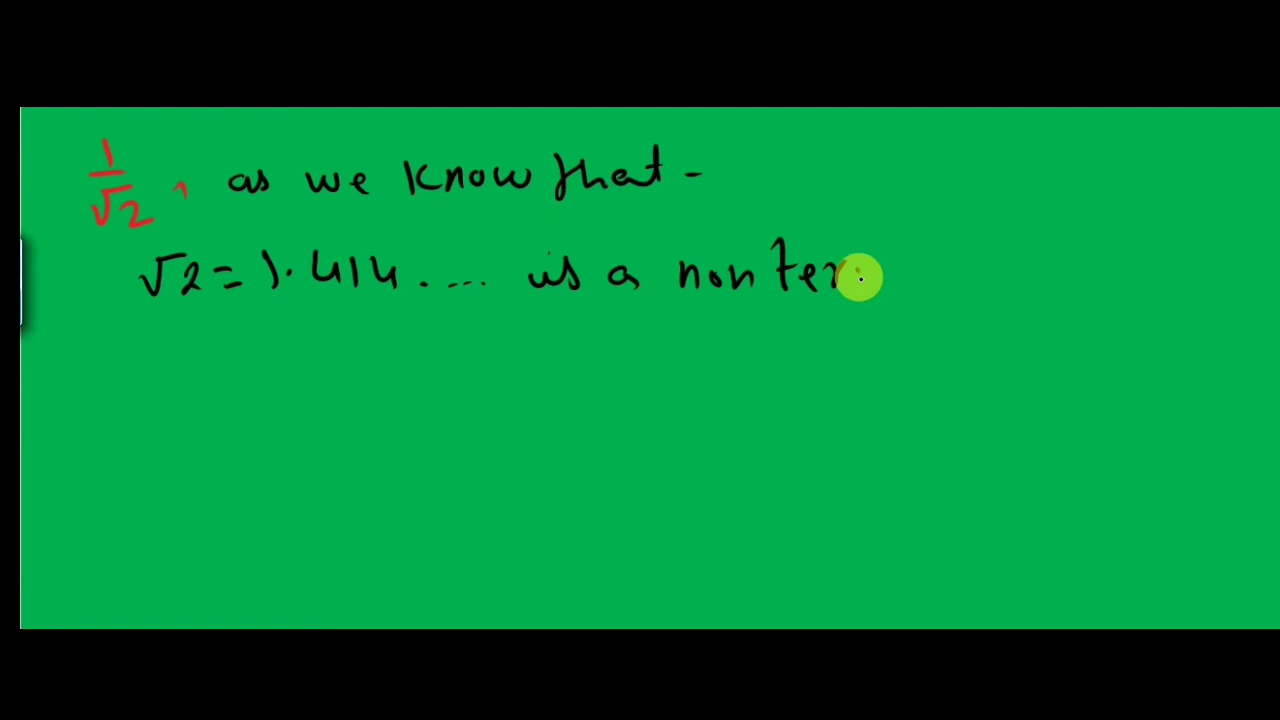 1/√2 , as we know that -
√2 = 1.414. ... is a non ter